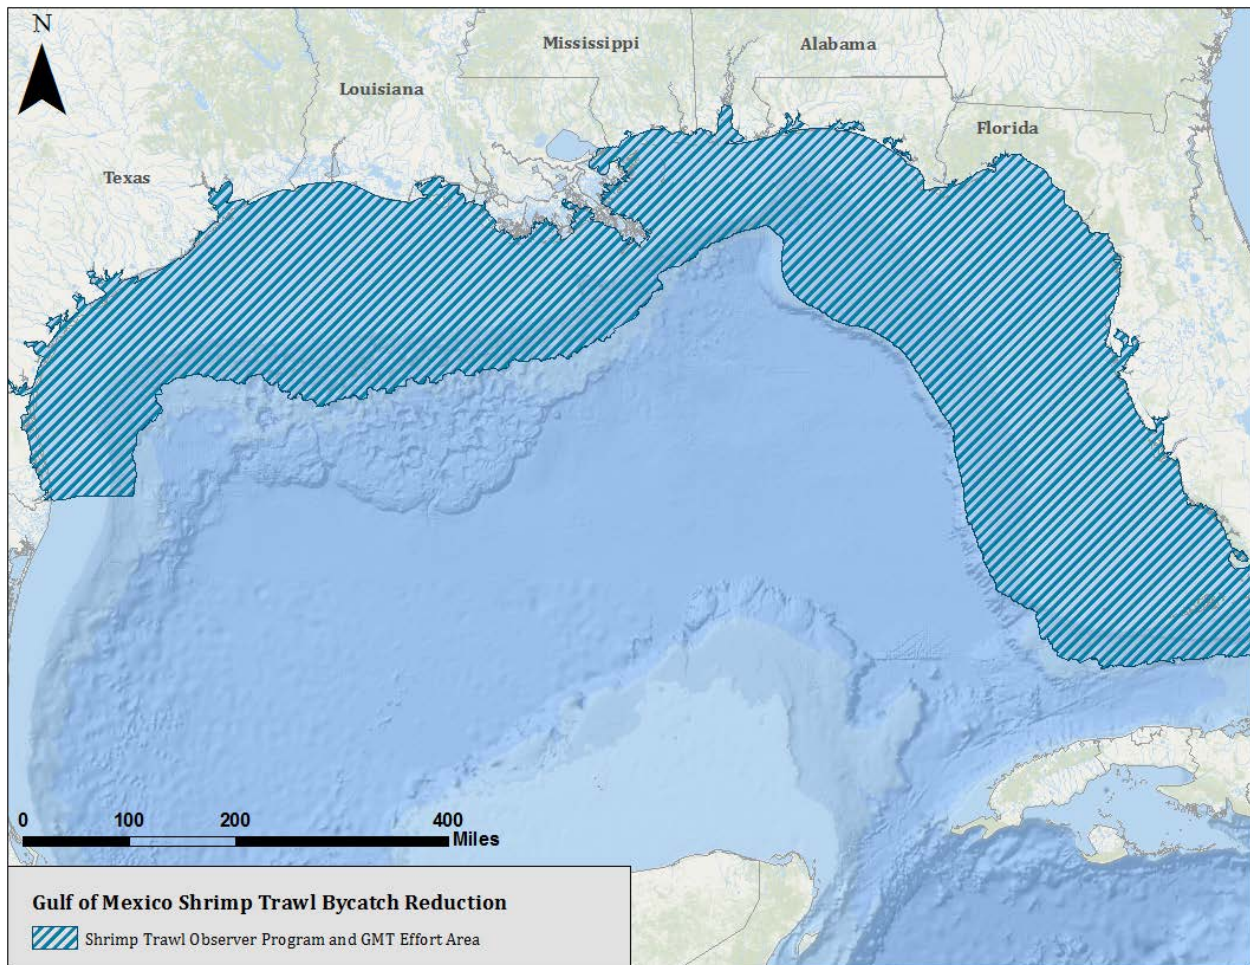 N
Mississippi
Alabama
Louisiana
Florida
Texas
0 100 200 400
Miles
Gulf of Mexico Shrimp Trawl Bycatch Reduction
Shrimp Trawl Observer Program and GMT Effort Area